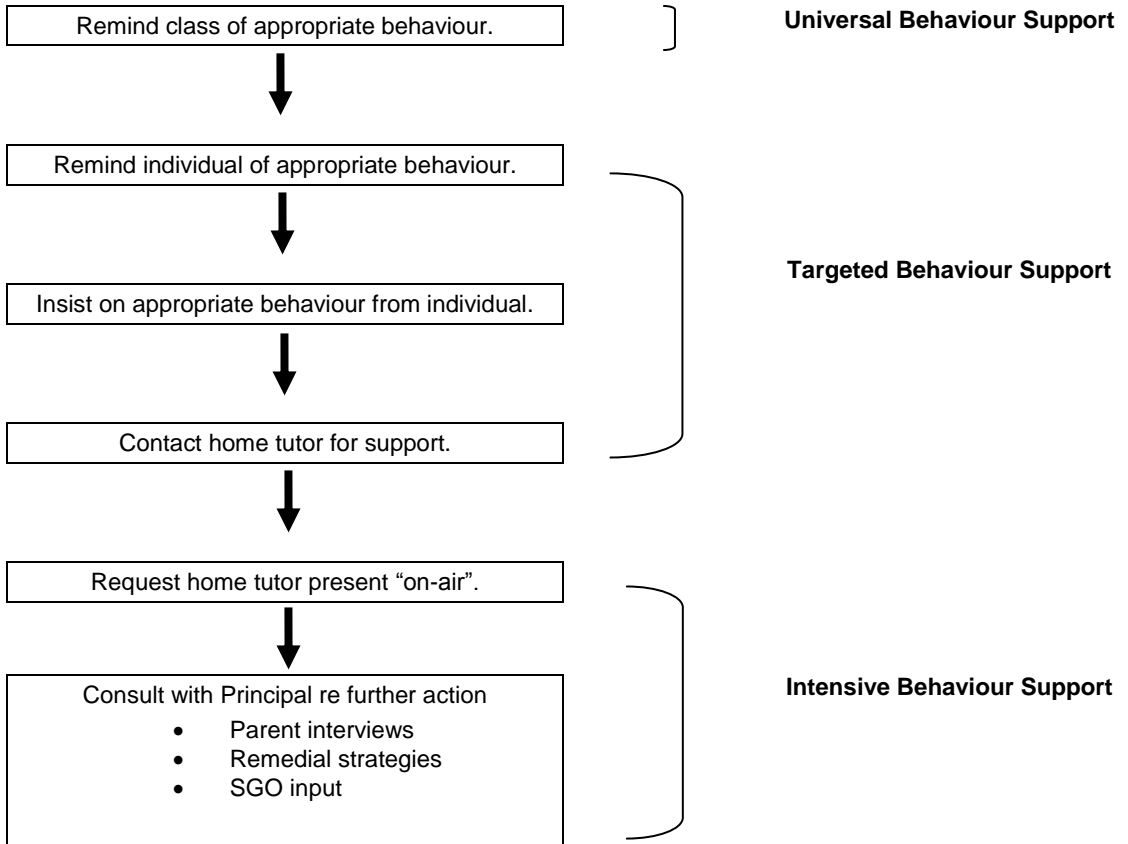 Remind class of appropriate behaviour.
Universal Behaviour Support
Remind individual of appropriate behaviour.
Insist on appropriate behaviour from individual.
Contact home tutor for support.
Targeted Behaviour Support
Request home tutor present “on-air”.
Consult with Principal re further action
• Parent interviews
• Remedial strategies
• SGO input
Intensive Behaviour Support